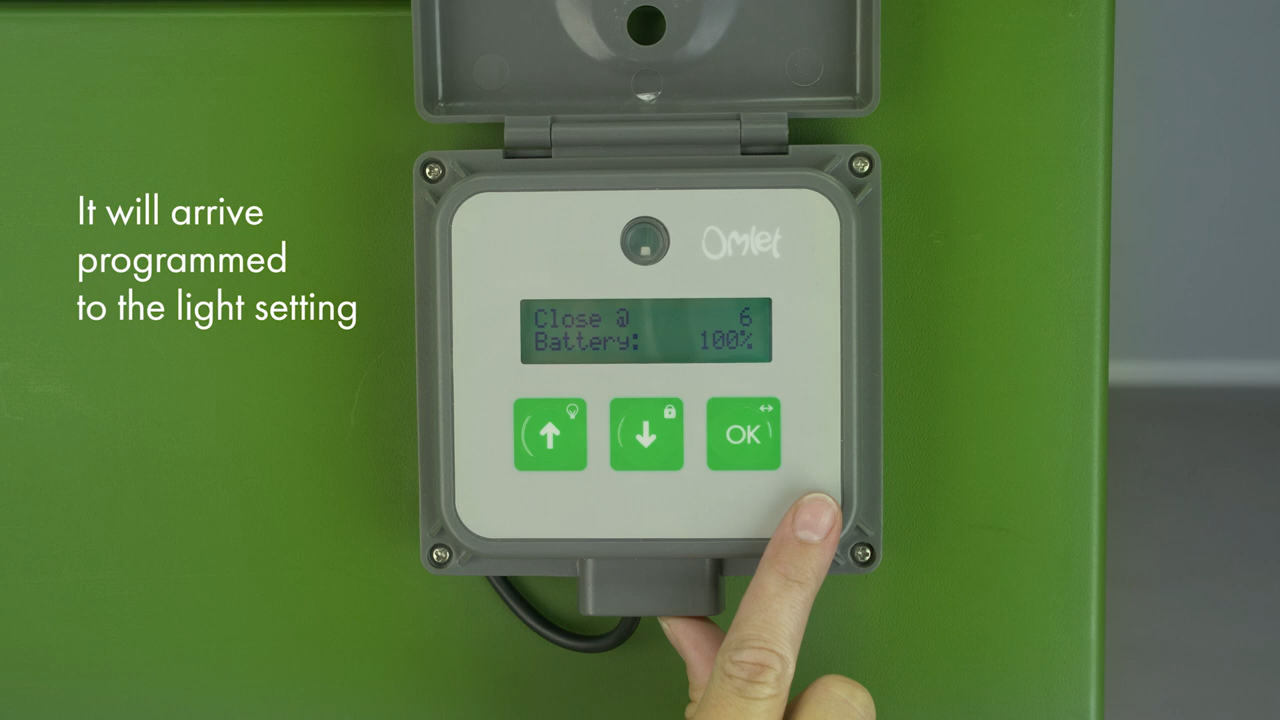 It will arrive
programmed
to the light setting
Omlet
Close @ 6
Battery: 100%
OK